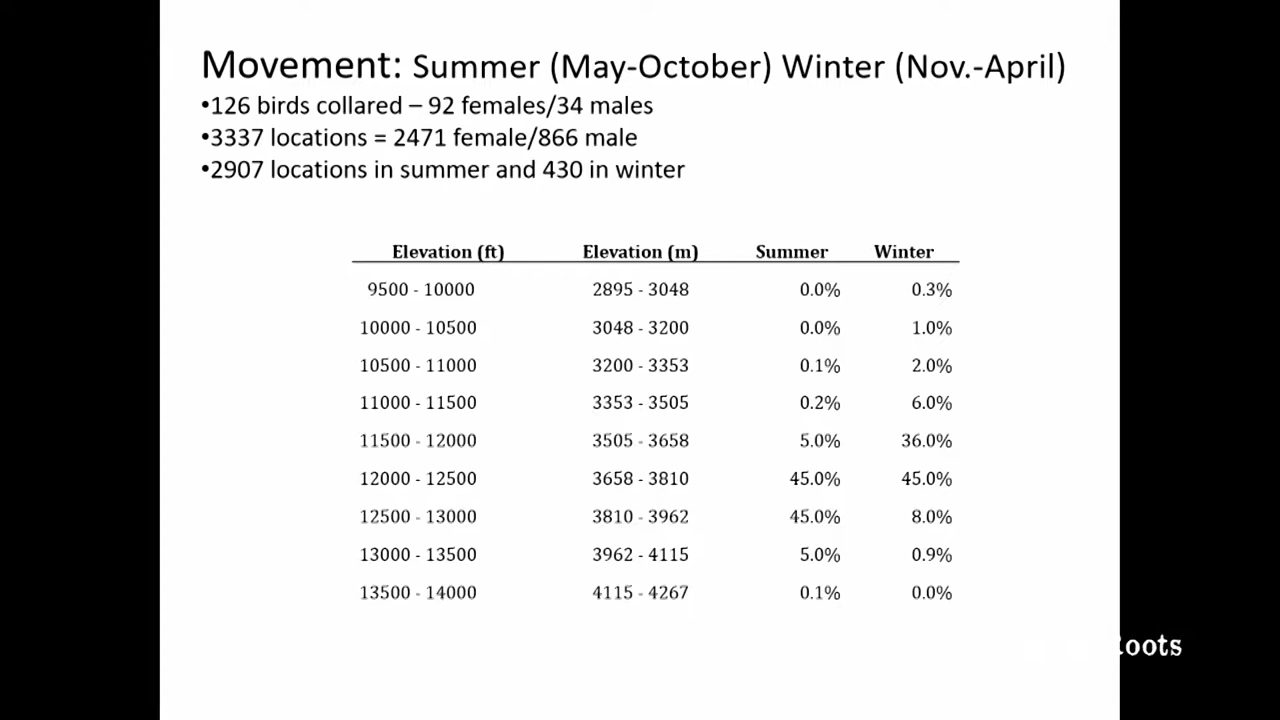 Movement: Summer (May-October) Winter (Nov.-April)
•126 birds collared – 92 females/34 males
•3337 locations = 2471 female/866 male
•2907 locations in summer and 430 in winter
Elevation (ft) Elevation (m) Summer Winter
9500 - 10000 2895 - 3048 0.0% 0.3%
10000 - 10500 3048 - 3200 0.0% 1.0%
10500 - 11000 3200 - 3353 0.1% 2.0%
11000 - 11500 3353 - 3505 0.2% 6.0%
11500 - 12000 3505 - 3658 5.0% 36.0%
12000 - 12500 3658 - 3810 45.0% 45.0%
12500 - 13000 3810 - 3962 45.0% 8.0%
13000 - 13500 3962 - 4115 5.0% 0.9%
13500 - 14000 4115 - 4267 0.1% 0.0%
Roots